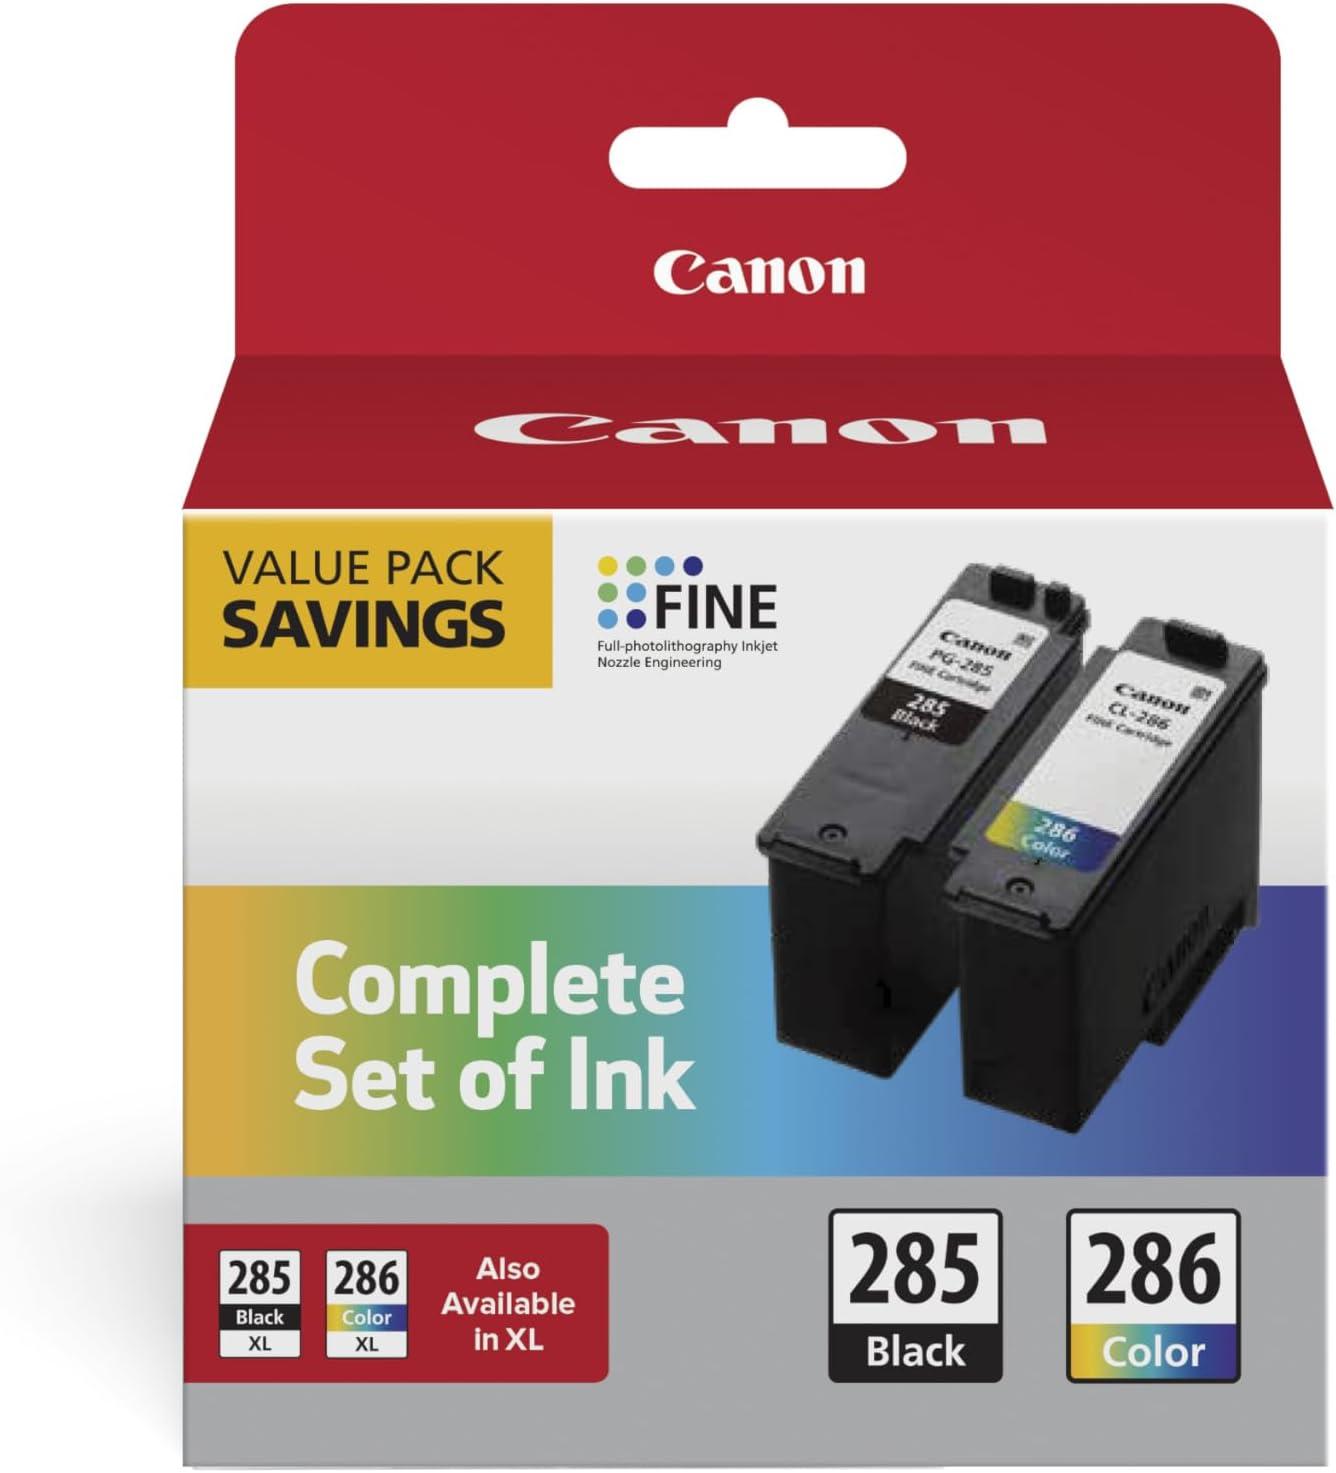 Canon
Canon
VALUE PACK
SAVINGS
FINE
Full-photolithography Inkjet
Nozzle Engineering
Canon
PG-285
FINE Cartridge
285
Black
Canon
CL-286
FINE Cartridge
286
Color
Canon
Complete
Set of Ink
285
Black
XL
286
Color
XL
Also
Available
in XL
285
Black
286
Color